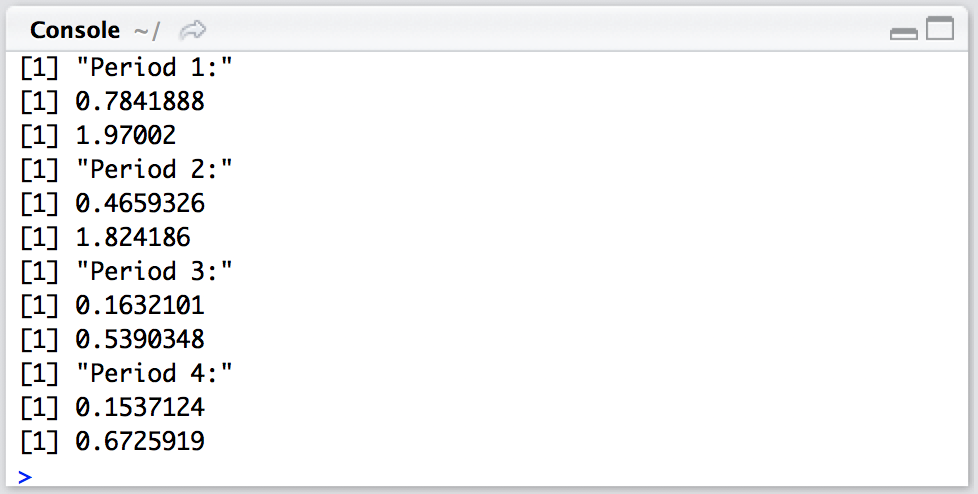 Console ~/
[1] "Period 1:"
[1] 0.7841888
[1] 1.97002
[1] "Period 2:"
[1] 0.4659326
[1] 1.824186
[1] "Period 3:"
[1] 0.1632101
[1] 0.5390348
[1] "Period 4:"
[1] 0.1537124
[1] 0.6725919
>